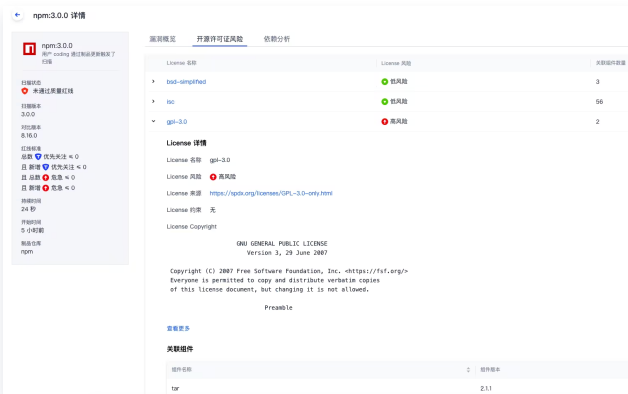 npm:3.0.0 详情
npm:3.0.0
用户 coding 通过制品更新触发了
扫描
扫描状态
未通过质量红线
扫描版本
3.0.0
对比版本
8.16.0
红线标准
总数 优先关注 ≤ 0
且 新增 优先关注 ≤ 0
且 总数 危急 ≤ 0
且 新增 危急 ≤ 0
持续时间
24 秒
开始时间
5 小时前
制品仓库
npm
漏洞概览 开源许可证风险 依赖分析
License 名称 License 风险 关联组件数量
bsd-simplified 低风险 3
isc 低风险 56
gpl-3.0 高风险 2
License 详情
License 名称 gpl-3.0
License 风险 高风险
License 来源 https://spdx.org/licenses/GPL-3.0-only.html
License 约束 无
License Copyright
GNU GENERAL PUBLIC LICENSE
Version 3, 29 June 2007
Copyright (C) 2007 Free Software Foundation, Inc. <https://fsf.org/>
Everyone is permitted to copy and distribute verbatim copies
of this license document, but changing it is not allowed.
Preamble
查看更多
关联组件
组件名称 组件版本
tar 2.1.1